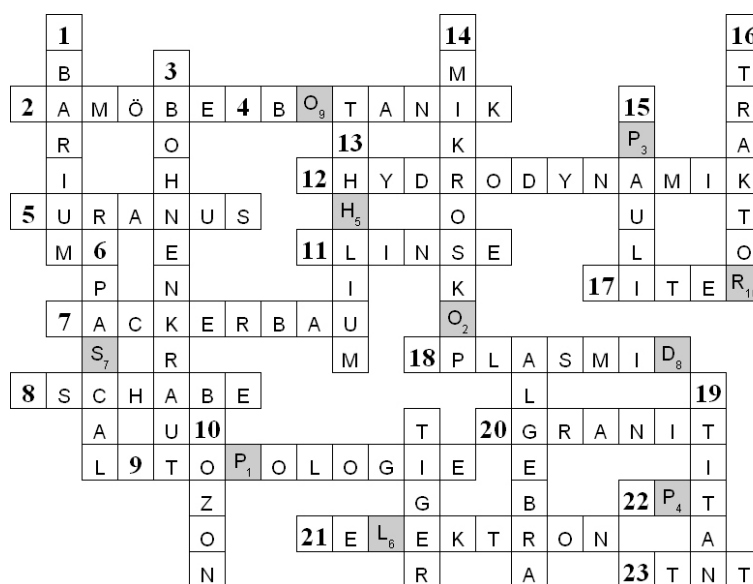 1 14 16
B 3 M T
2 A M Ö B E 4 B O9 T A N I K 15 R
R O 13 K P3 A
I H 12 H Y D R O D Y N A M I K
5 U R A N U S H5 O U T
M 6 E 11 L I N S E L O
P N I K 17 I T E R10
7 A C K E R B A U O2
S7 R M 18 P L A S M I D8
8 S C H A B E L 19
A U 10 T 20 G R A N I T
L 9 T O P1 O L O G I E E I
Z G B 22 P4 T
O 21 E L6 E K T R O N A
N R A 23 T N T